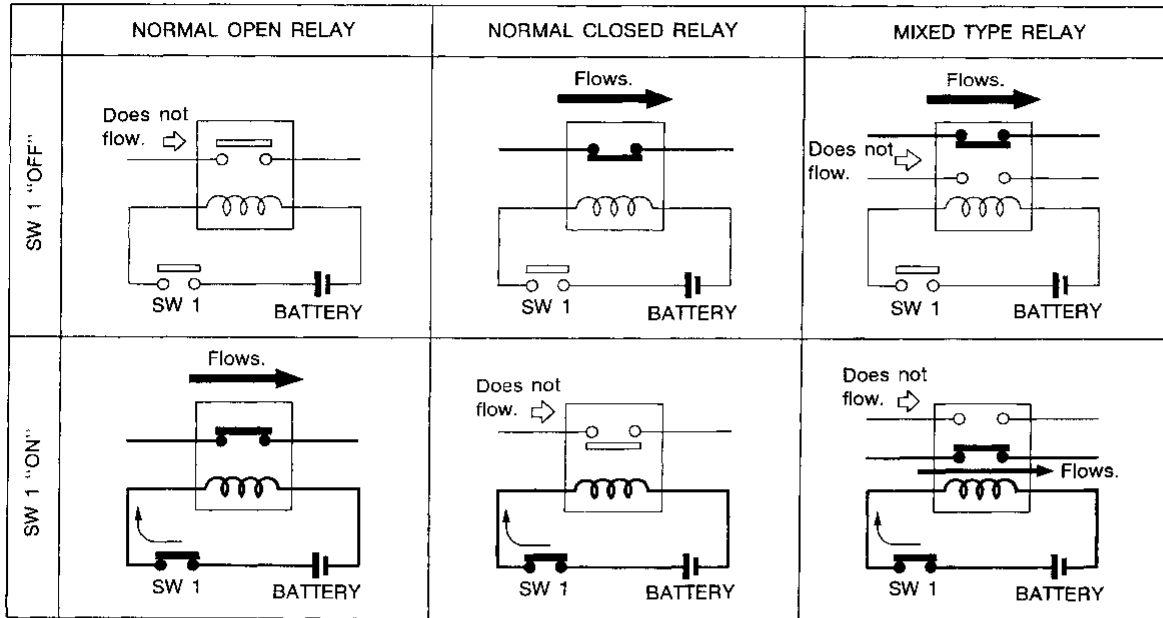 NORMAL OPEN RELAY
NORMAL CLOSED RELAY
MIXED TYPE RELAY
SW 1 "OFF"
Does not
flow.
SW 1
BATTERY
Flows.
SW 1
BATTERY
Flows.
Does not
flow.
SW 1
BATTERY
SW 1 "ON"
Flows.
SW 1
BATTERY
Does not
flow.
SW 1
BATTERY
Does not
flow.
Flows.
SW 1
BATTERY